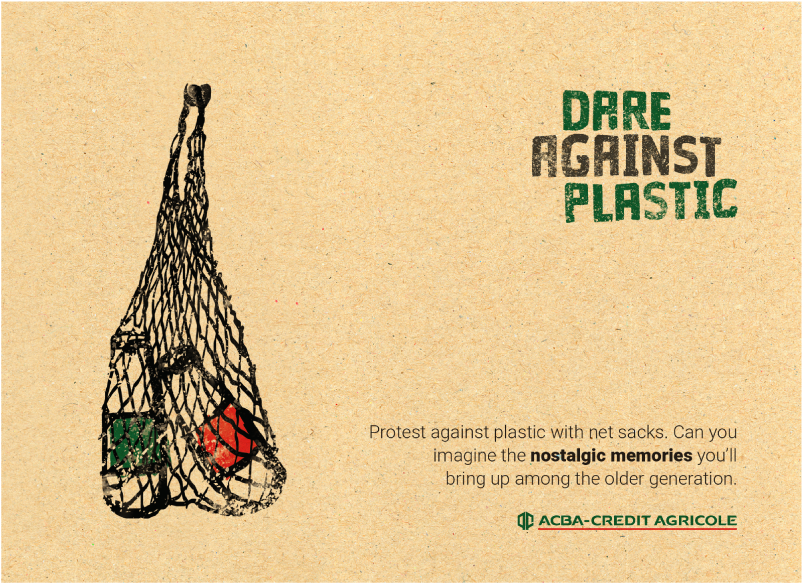 DARE
AGAINST
PLASTIC
Protest against plastic with net sacks. Can you
imagine the nostalgic memories you'll
bring up among the older generation.
ACBA-CREDIT AGRICOLE